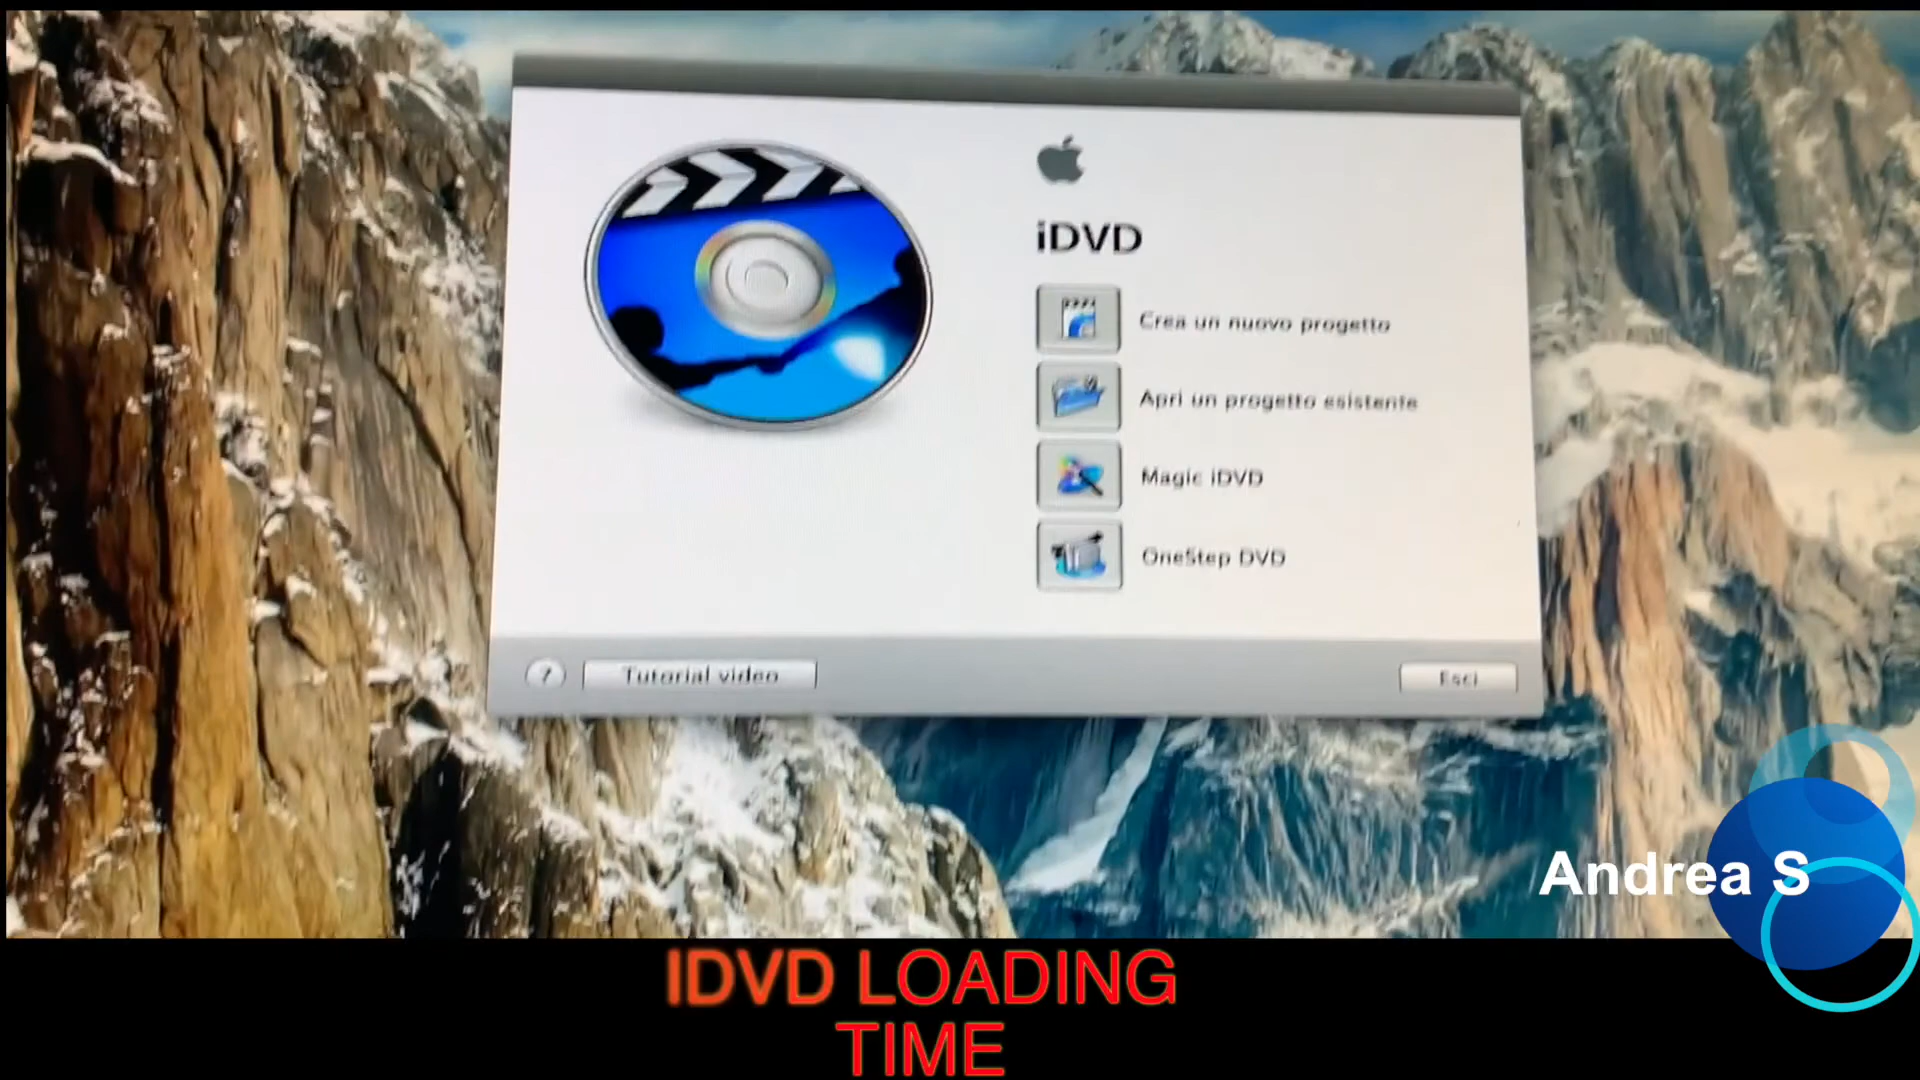 iDVD
Crea un nuovo progetto
Apri un progetto esistente
Magic iDVD
OneStep DVD
? Tutorial video Esci
Andrea S
IDVD LOADING
TIME